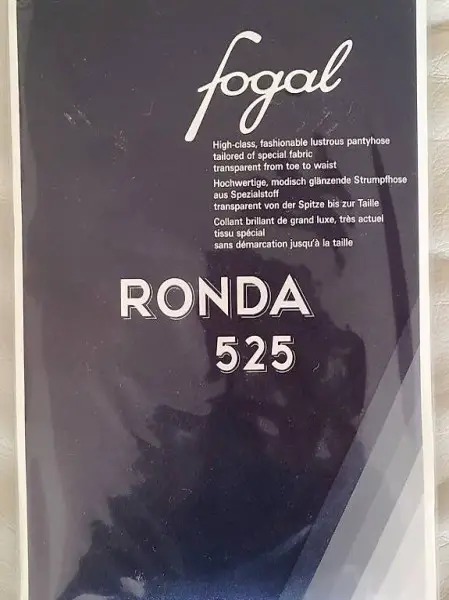 fogal
High-class, fashionable lustrous pantyhose
tailored of special fabric
transparent from toe to waist
Hochwertige, modisch glänzende Strumpfhose
aus Spezialstoff
transparent von der Spitze bis zur Taille
Collant brillant de grand luxe, très actuel
tissu spécial
sans démarcation jusqu'à la taille
RONDA
525